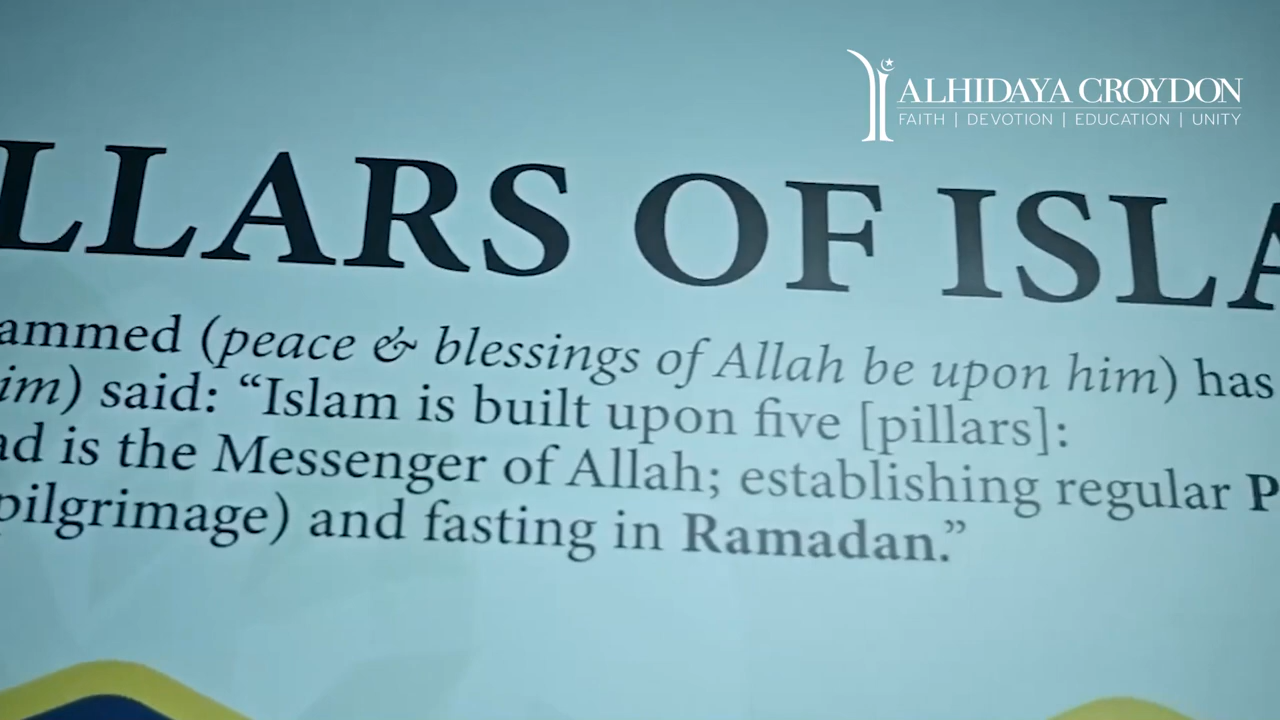 ALHIDAYA CROYDON
FAITH | DEVOTION | EDUCATION | UNITY
LLARS OF ISLA
ammed (peace & blessings of Allah be upon him) has
im) said: “Islam is built upon five [pillars]:
ad is the Messenger of Allah; establishing regular P
pilgrimage) and fasting in Ramadan.”